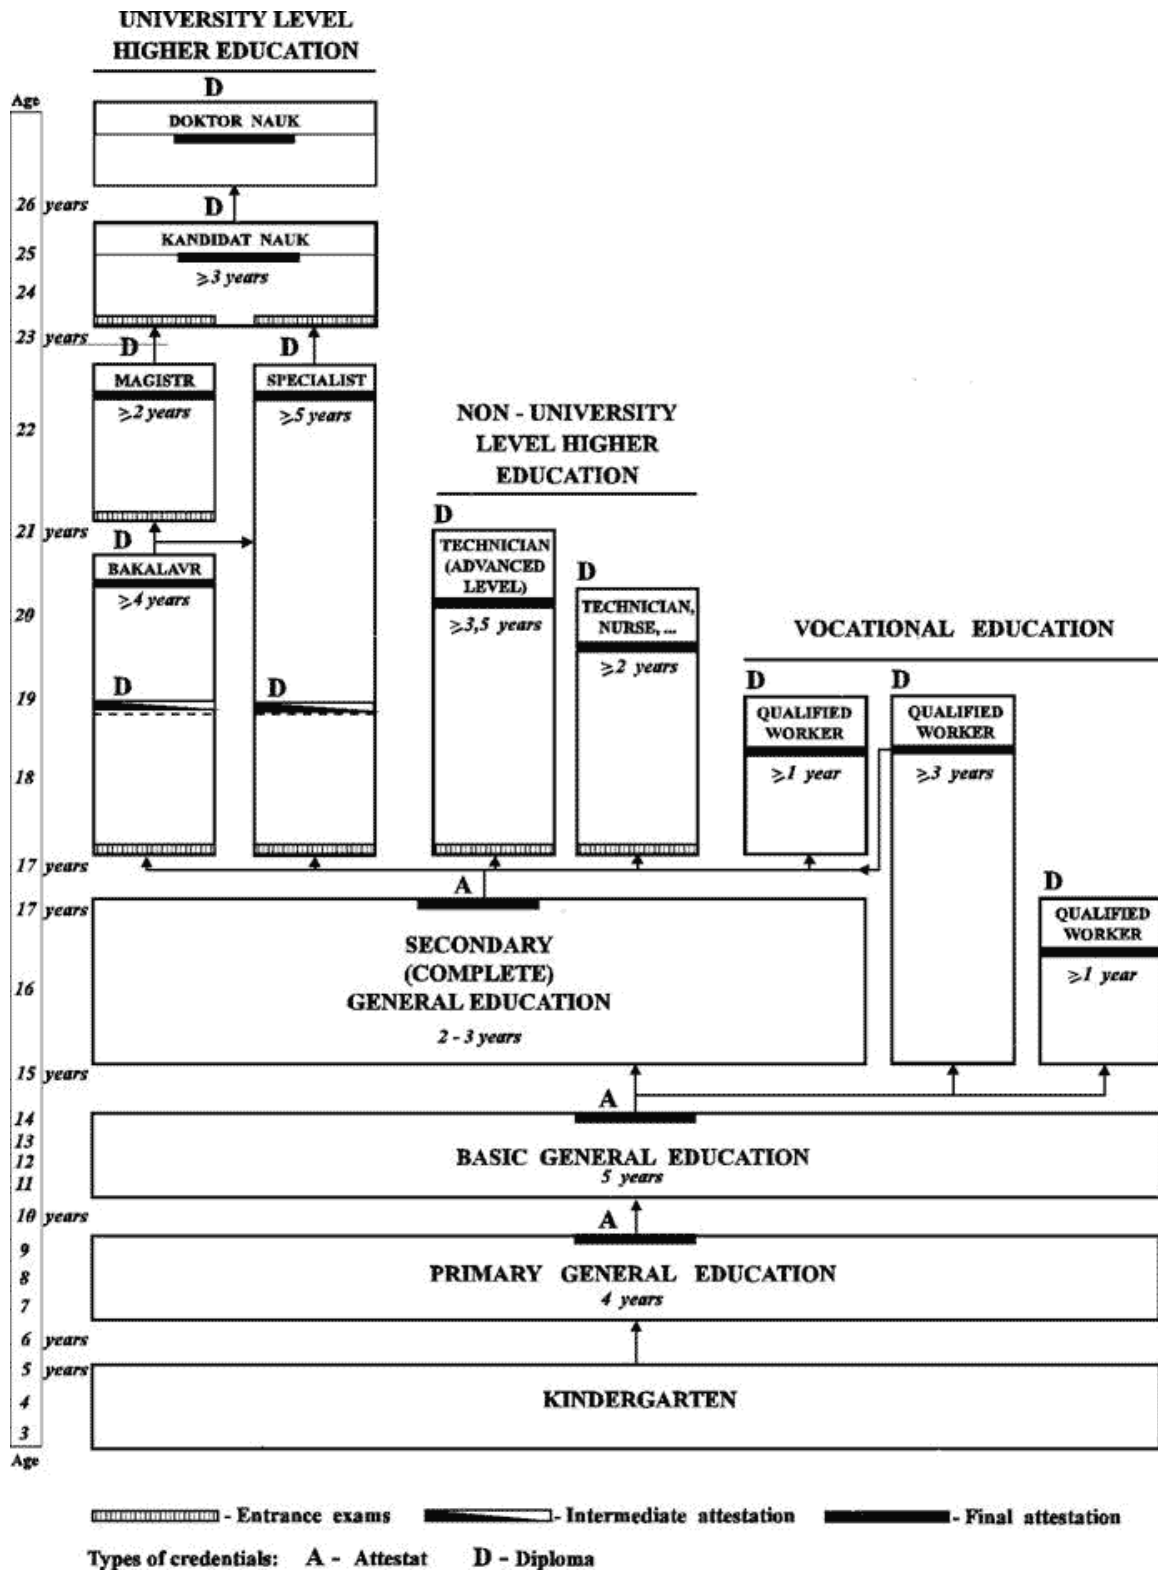 UNIVERSITY LEVEL
HIGHER EDUCATION
Age
D
DOKTOR NAUK
26 years
D
KANDIDAT NAUK
25
⩾3 years
24
23 years
D
D
MAGISTR
SPECIALIST
⩾2 years
⩾5 years
22
NON - UNIVERSITY
LEVEL HIGHER
EDUCATION
21 years
D
D
BAKALAVR
⩾4 years
TECHNICIAN
(ADVANCED
LEVEL)
⩾3,5 years
D
TECHNICIAN,
NURSE, ...
⩾2 years
20
VOCATIONAL EDUCATION
19
D
D
D
QUALIFIED
WORKER
⩾1 year
D
QUALIFIED
WORKER
⩾3 years
18
17 years
A
D
17 years
QUALIFIED
WORKER
⩾1 year
SECONDARY
(COMPLETE)
GENERAL EDUCATION
2 - 3 years
16
15 years
A
14
13
12
11
BASIC GENERAL EDUCATION
5 years
10 years
A
9
8
7
PRIMARY GENERAL EDUCATION
4 years
6 years
5 years
4
3
KINDERGARTEN
Age
- Entrance exams
- Intermediate attestation
- Final attestation
Types of credentials: A - Attestat D - Diploma